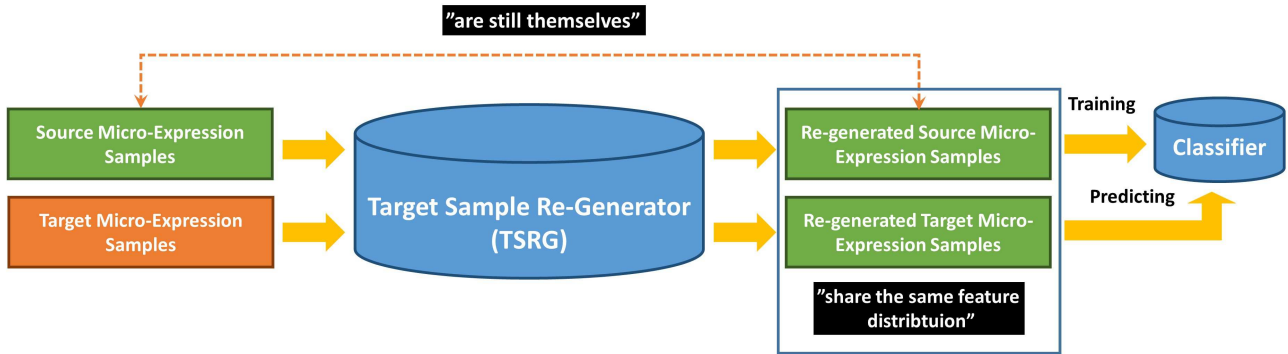 "are still themselves"
Source Micro-Expression
Samples
Target Micro-Expression
Samples
Target Sample Re-Generator
(TSRG)
Re-generated Source Micro-
Expression Samples
Re-generated Target Micro-
Expression Samples
"share the same feature
distribtuion"
Training
Classifier
Predicting